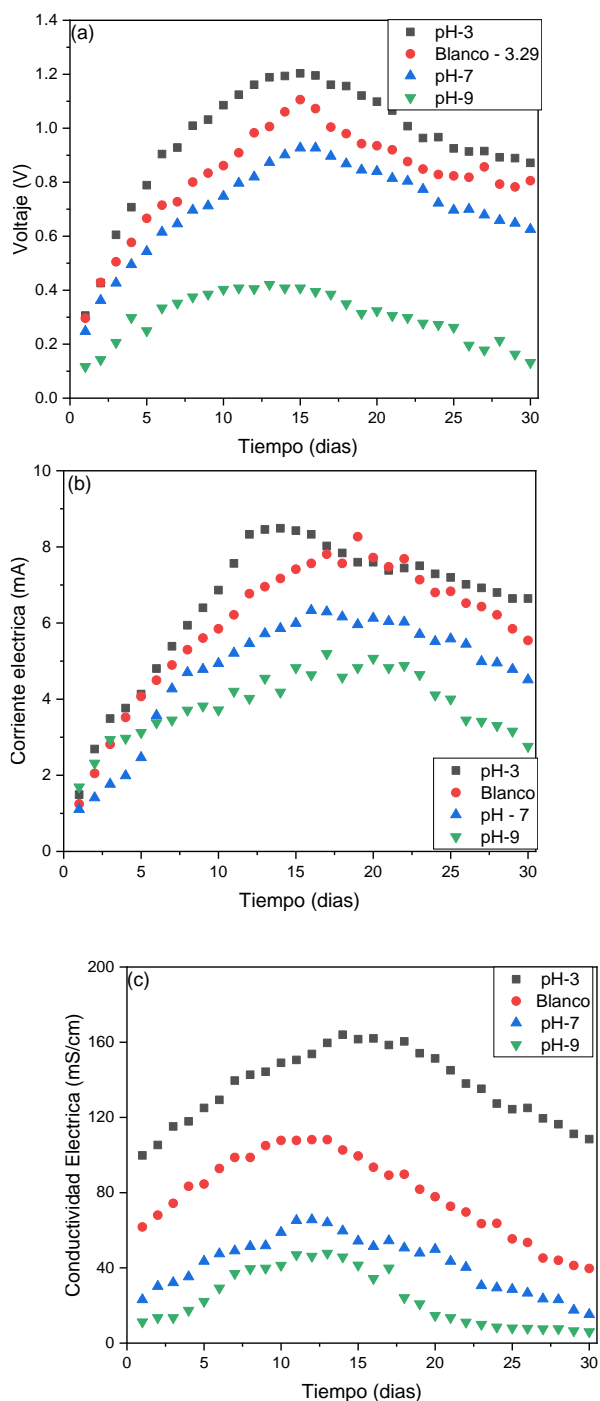 (a)
pH-3
Blanco - 3.29
pH-7
pH-9
1.4
1.2
1.0
0.8
0.6
0.4
0.2
0.0
Voltaje (V)
0 5 10 15 20 25 30
Tiempo (dias)
(b)
10
8
6
4
2
0
Corriente electrica (mA)
pH-3
Blanco
pH - 7
pH-9
0 5 10 15 20 25 30
Tiempo (dias)
(c)
200
160
120
80
40
0
Conductividad Electrica (mS/cm)
pH-3
Blanco
pH-7
pH-9
0 5 10 15 20 25 30
Tiempo (dias)